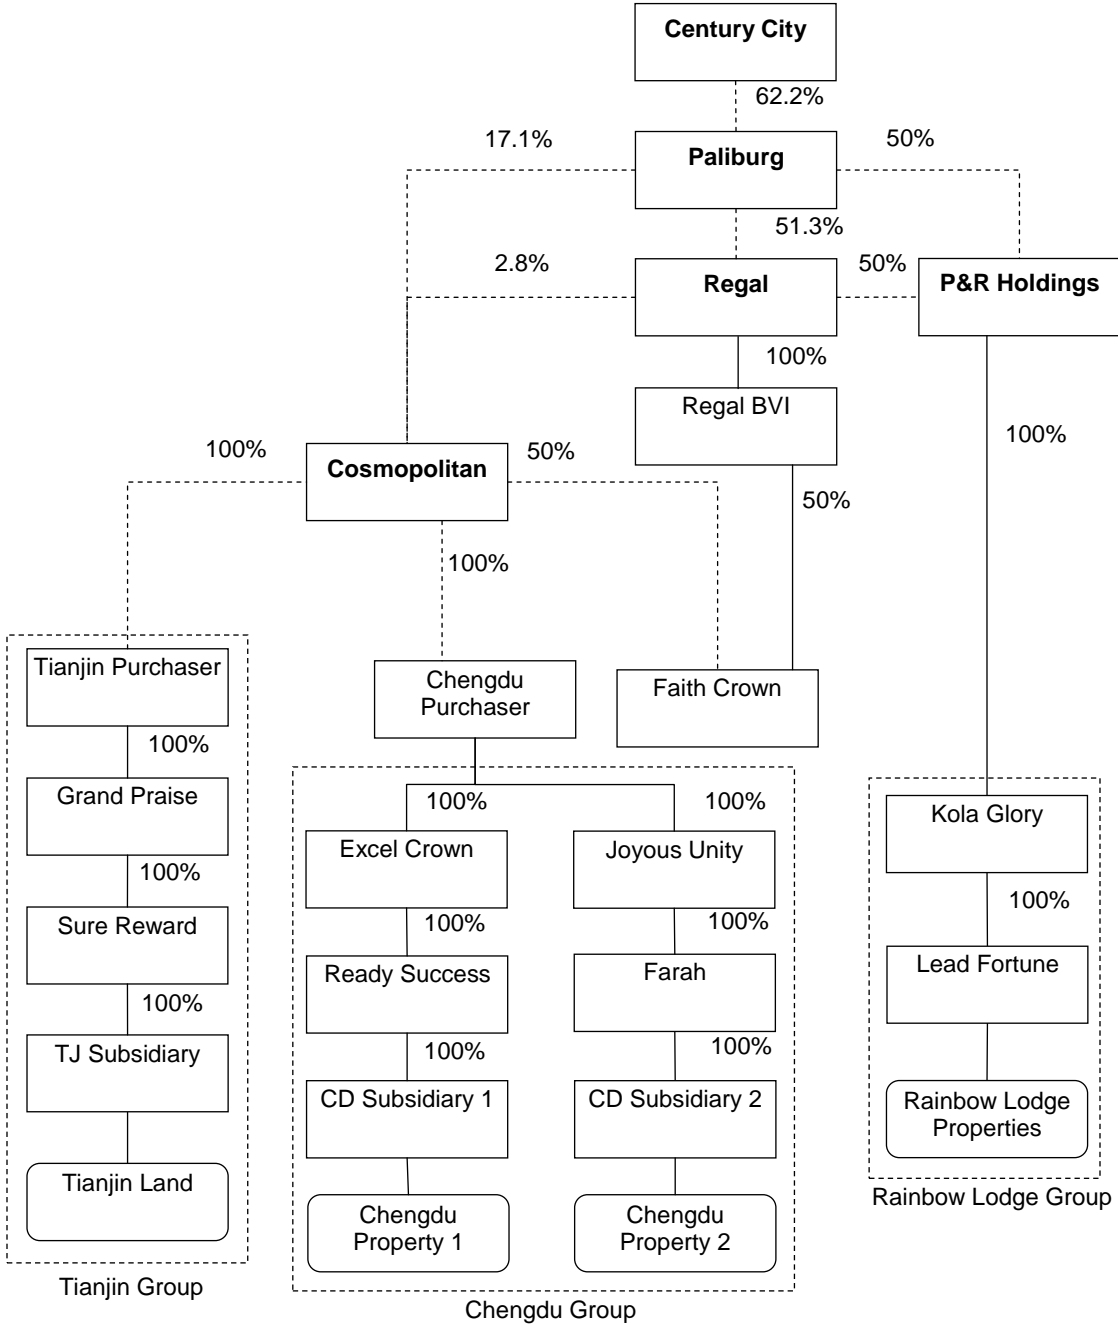 Century City
62.2%
17.1%
Paliburg
50%
51.3%
2.8%
Regal
50%
P&R Holdings
100%
Regal BVI
100%
100%
Cosmopolitan
50%
50%
100%
Tianjin Purchaser
Chengdu
Purchaser
Faith Crown
100%
Grand Praise
100%
100%
Kola Glory
Excel Crown
Joyous Unity
100%
100%
100%
100%
Sure Reward
Ready Success
Farah
Lead Fortune
100%
100%
100%
TJ Subsidiary
CD Subsidiary 1
CD Subsidiary 2
Rainbow Lodge
Properties
Tianjin Land
Chengdu
Property 1
Chengdu
Property 2
Rainbow Lodge Group
Tianjin Group
Chengdu Group